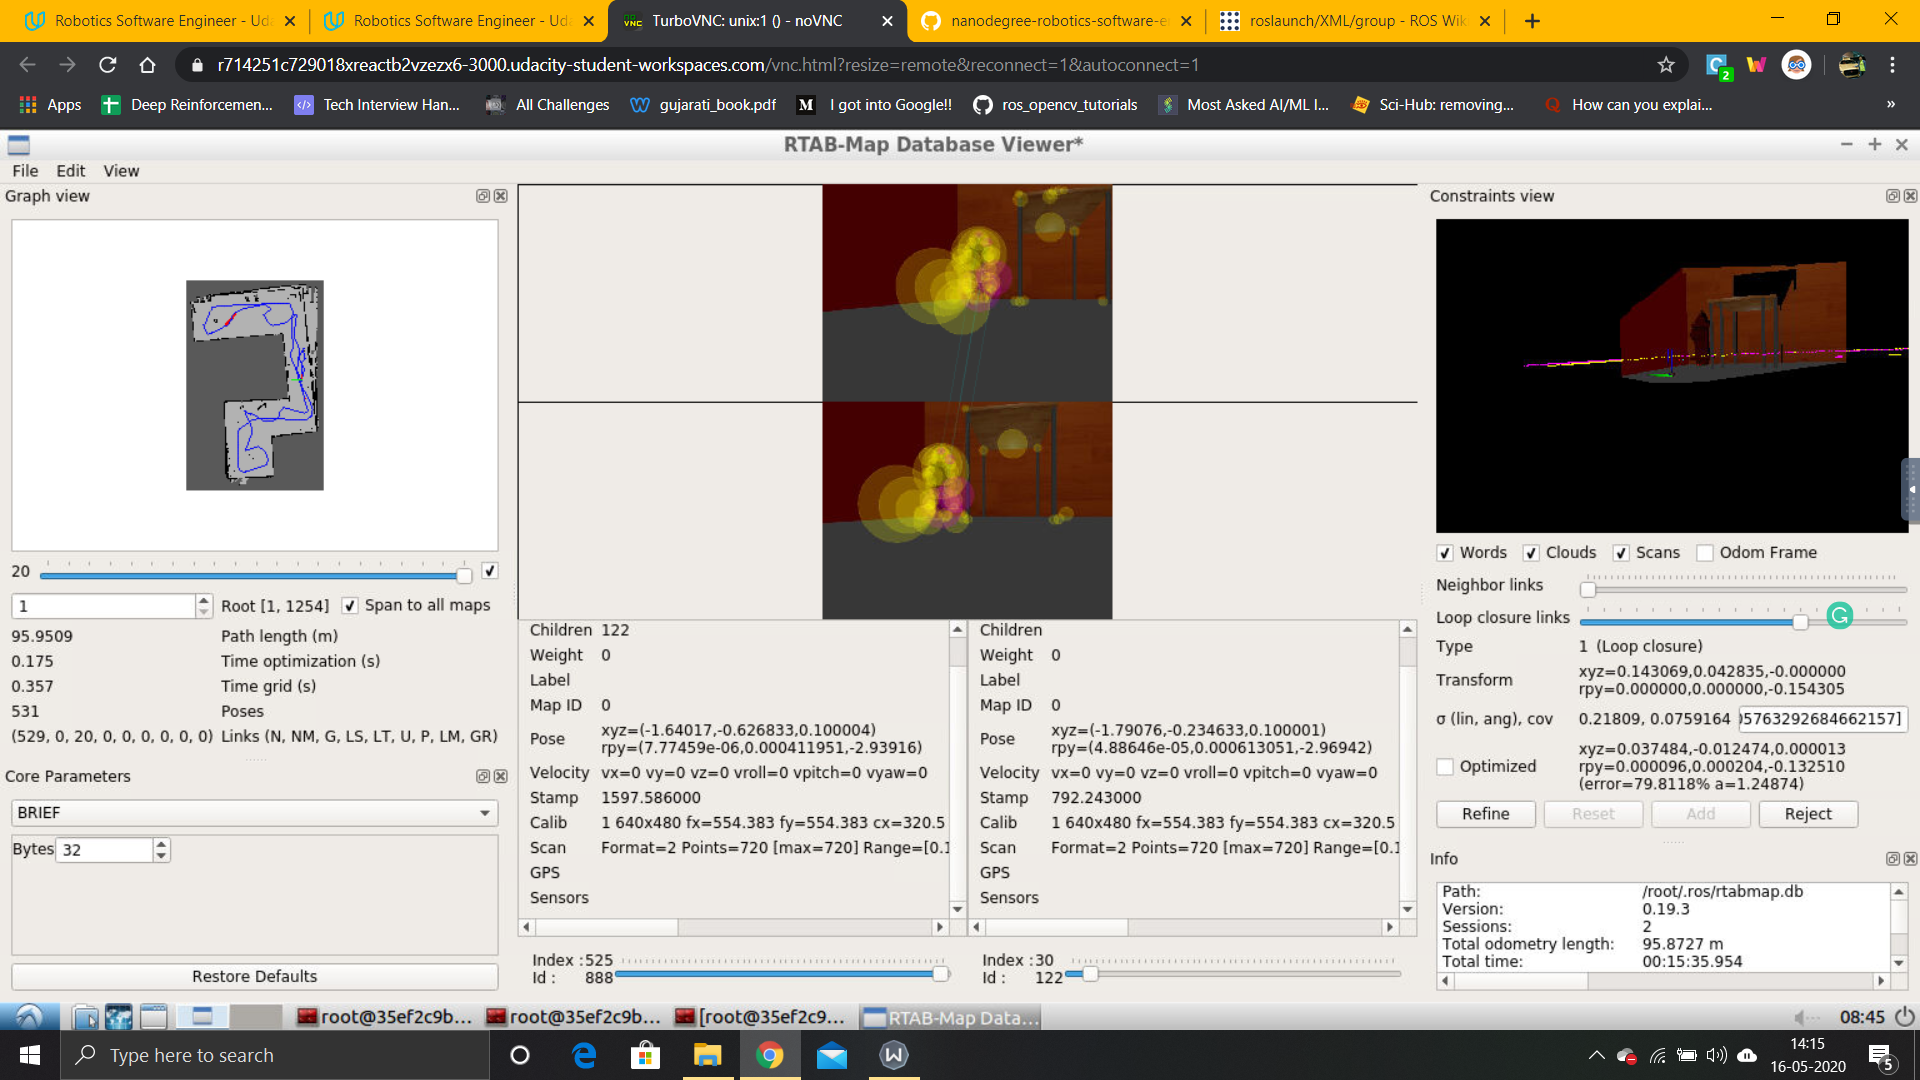 Robotics Software Engineer - Uda
Robotics Software Engineer - Uda
TurboVNC: unix:1 () - noVNC
nanodegree-robotics-software-e
roslaunch/XML/group - ROS Wik
r714251c729018xreactb2vzezx6-3000.udacity-student-workspaces.com/vnc.html?resize=remote&reconnect=1&autoconnect=1
Apps
Deep Reinforcemen...
Tech Interview Han...
All Challenges
gujarati_book.pdf
I got into Google!!
ros_opencv_tutorials
Most Asked AI/ML I...
Sci-Hub: removing...
How can you explai...
»
RTAB-Map Database Viewer*
File Edit View
Graph view
20
1 Root [1, 1254] Span to all maps
95.9509 Path length (m)
0.175 Time optimization (s)
0.357 Time grid (s)
531 Poses
(529, 0, 20, 0, 0, 0, 0, 0, 0) Links (N, NM, G, LS, LT, U, P, LM, GR)
Core Parameters
BRIEF
Bytes 32
Restore Defaults
Children 122
Weight 0
Label
Map ID 0
Pose xyz=(-1.64017,-0.626833,0.100004)
rpy=(7.77459e-06,0.000411951,-2.93916)
Velocity vx=0 vy=0 vz=0 vroll=0 vpitch=0 vyaw=0
Stamp 1597.586000
Calib 1 640x480 fx=554.383 fy=554.383 cx=320.5
Scan Format=2 Points=720 [max=720] Range=[0.1
GPS
Sensors
Index : 525
Id : 888
Children
Weight 0
Label
Map ID 0
Pose xyz=(-1.79076,-0.234633,0.100001)
rpy=(4.88646e-05,0.000613051,-2.96942)
Velocity vx=0 vy=0 vz=0 vroll=0 vpitch=0 vyaw=0
Stamp 792.243000
Calib 1 640x480 fx=554.383 fy=554.383 cx=320.5
Scan Format=2 Points=720 [max=720] Range=[0.1
GPS
Sensors
Index : 30
Id : 122
Constraints view
Words Clouds Scans Odom Frame
Neighbor links
Loop closure links
Type 1 (Loop closure)
Transform xyz=0.143069,0.042835,-0.000000
rpy=0.000000,0.000000,-0.154305
σ (lin, ang), cov 0.21809, 0.0759164 05763292684662157]
Optimized xyz=0.037484,-0.012474,0.000013
rpy=0.000096,0.000204,-0.132510
(error=79.8118% a=1.24874)
Refine Reset Add Reject
Info
Path: /root/.ros/rtabmap.db
Version: 0.19.3
Sessions: 2
Total odometry length: 95.8727 m
Total time: 00:15:35.954
root@35ef2c9b...
root@35ef2c9b...
[root@35ef2c9...
RTAB-Map Data...
08:45
Type here to search
14:15
16-05-2020
5